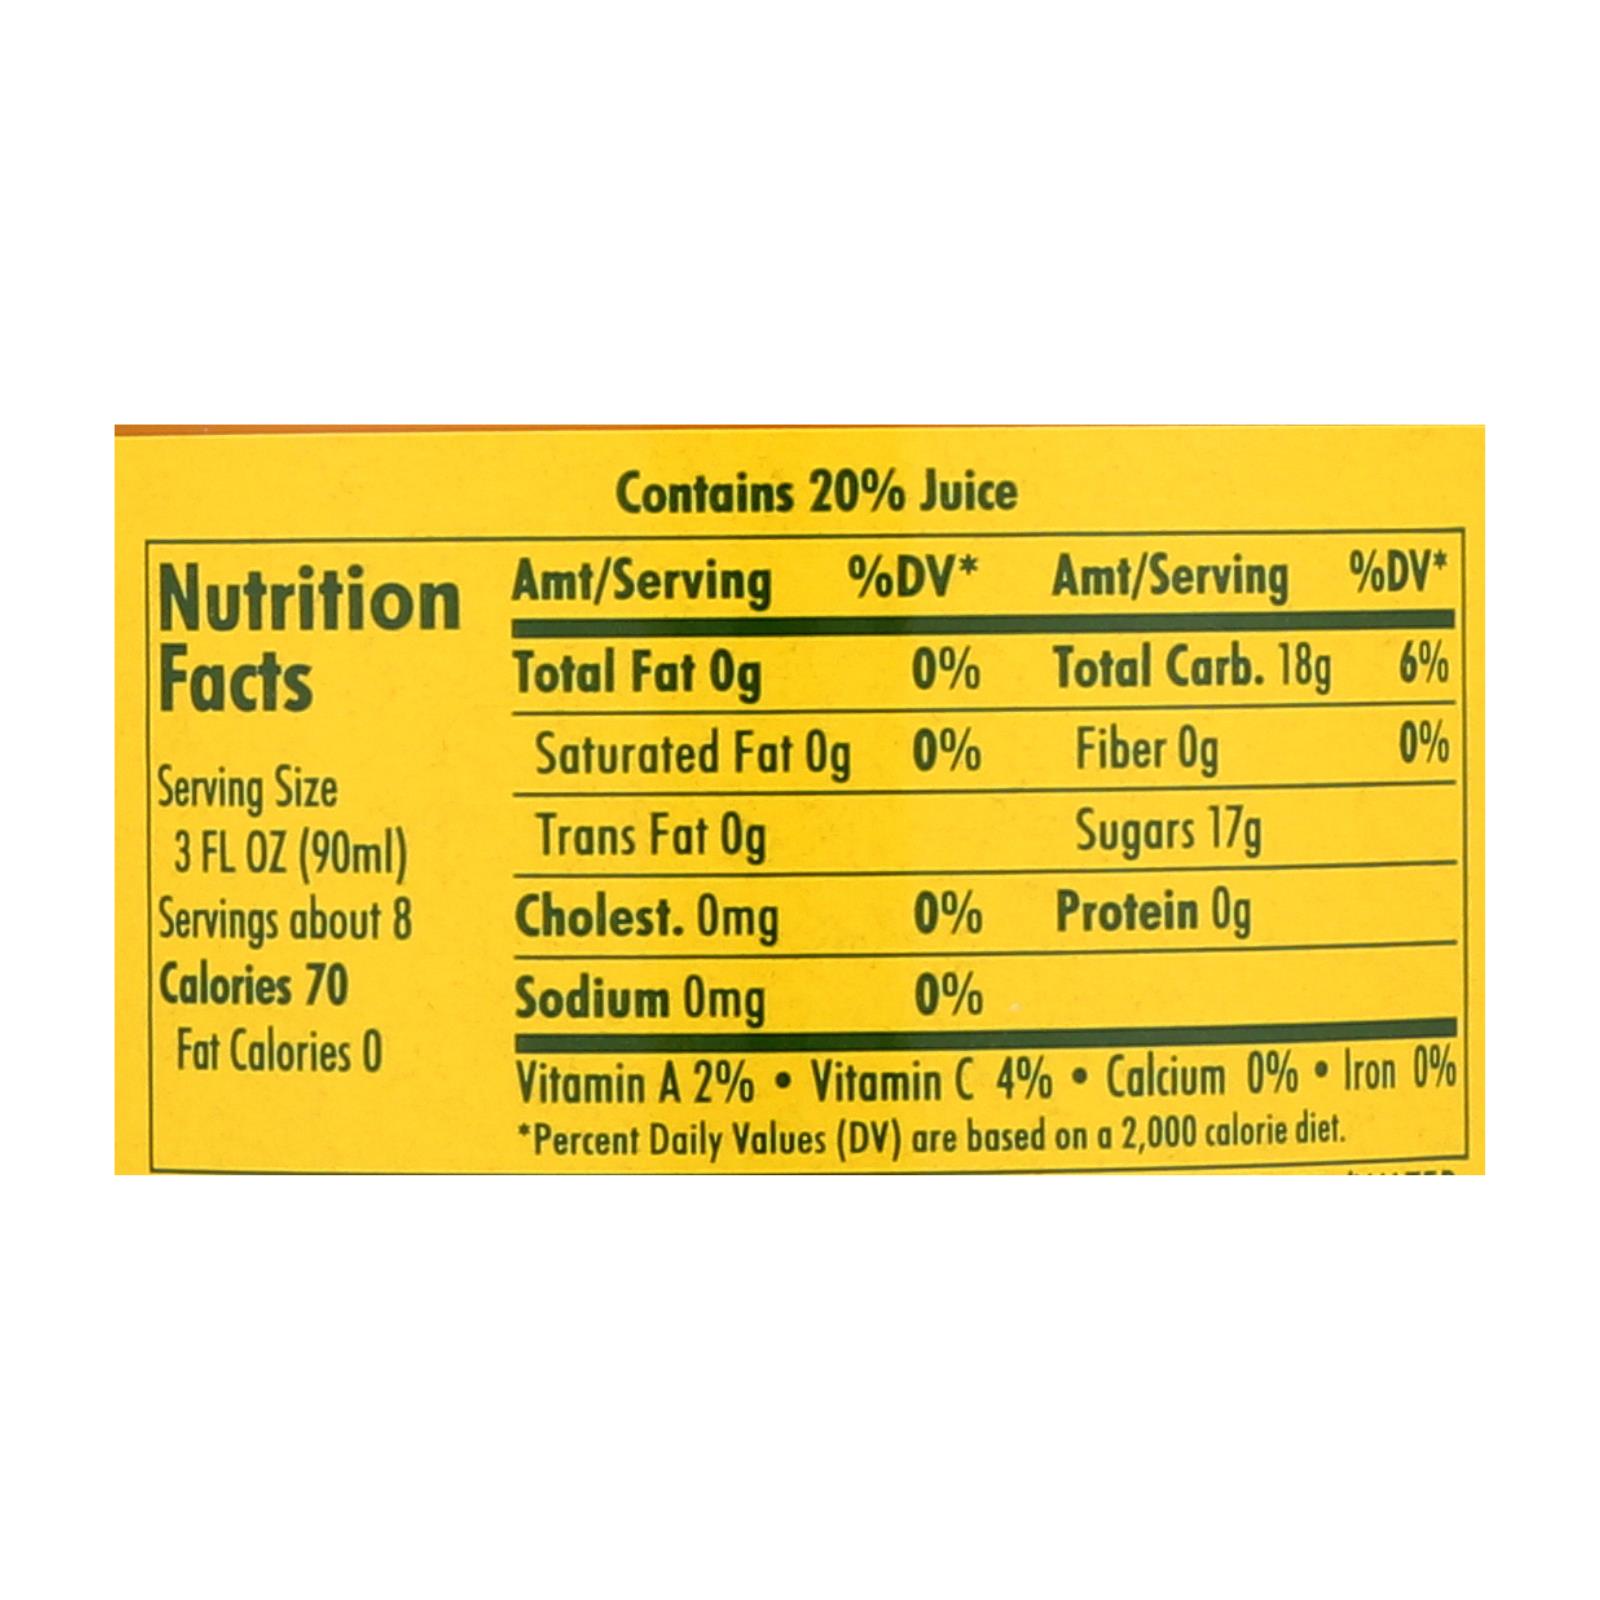 Contains 20% Juice
Nutrition
Facts
Serving Size
3 FL OZ (90ml)
Servings about 8
Calories 70
Fat Calories 0
Amt/Serving %DV* Amt/Serving %DV*
Total Fat 0g 0% Total Carb. 18g 6%
Saturated Fat 0g 0% Fiber 0g 0%
Trans Fat 0g Sugars 17g
Cholest. 0mg 0% Protein 0g
Sodium 0mg 0%
Vitamin A 2% • Vitamin C 4% • Calcium 0% • Iron 0%
*Percent Daily Values (DV) are based on a 2,000 calorie diet.